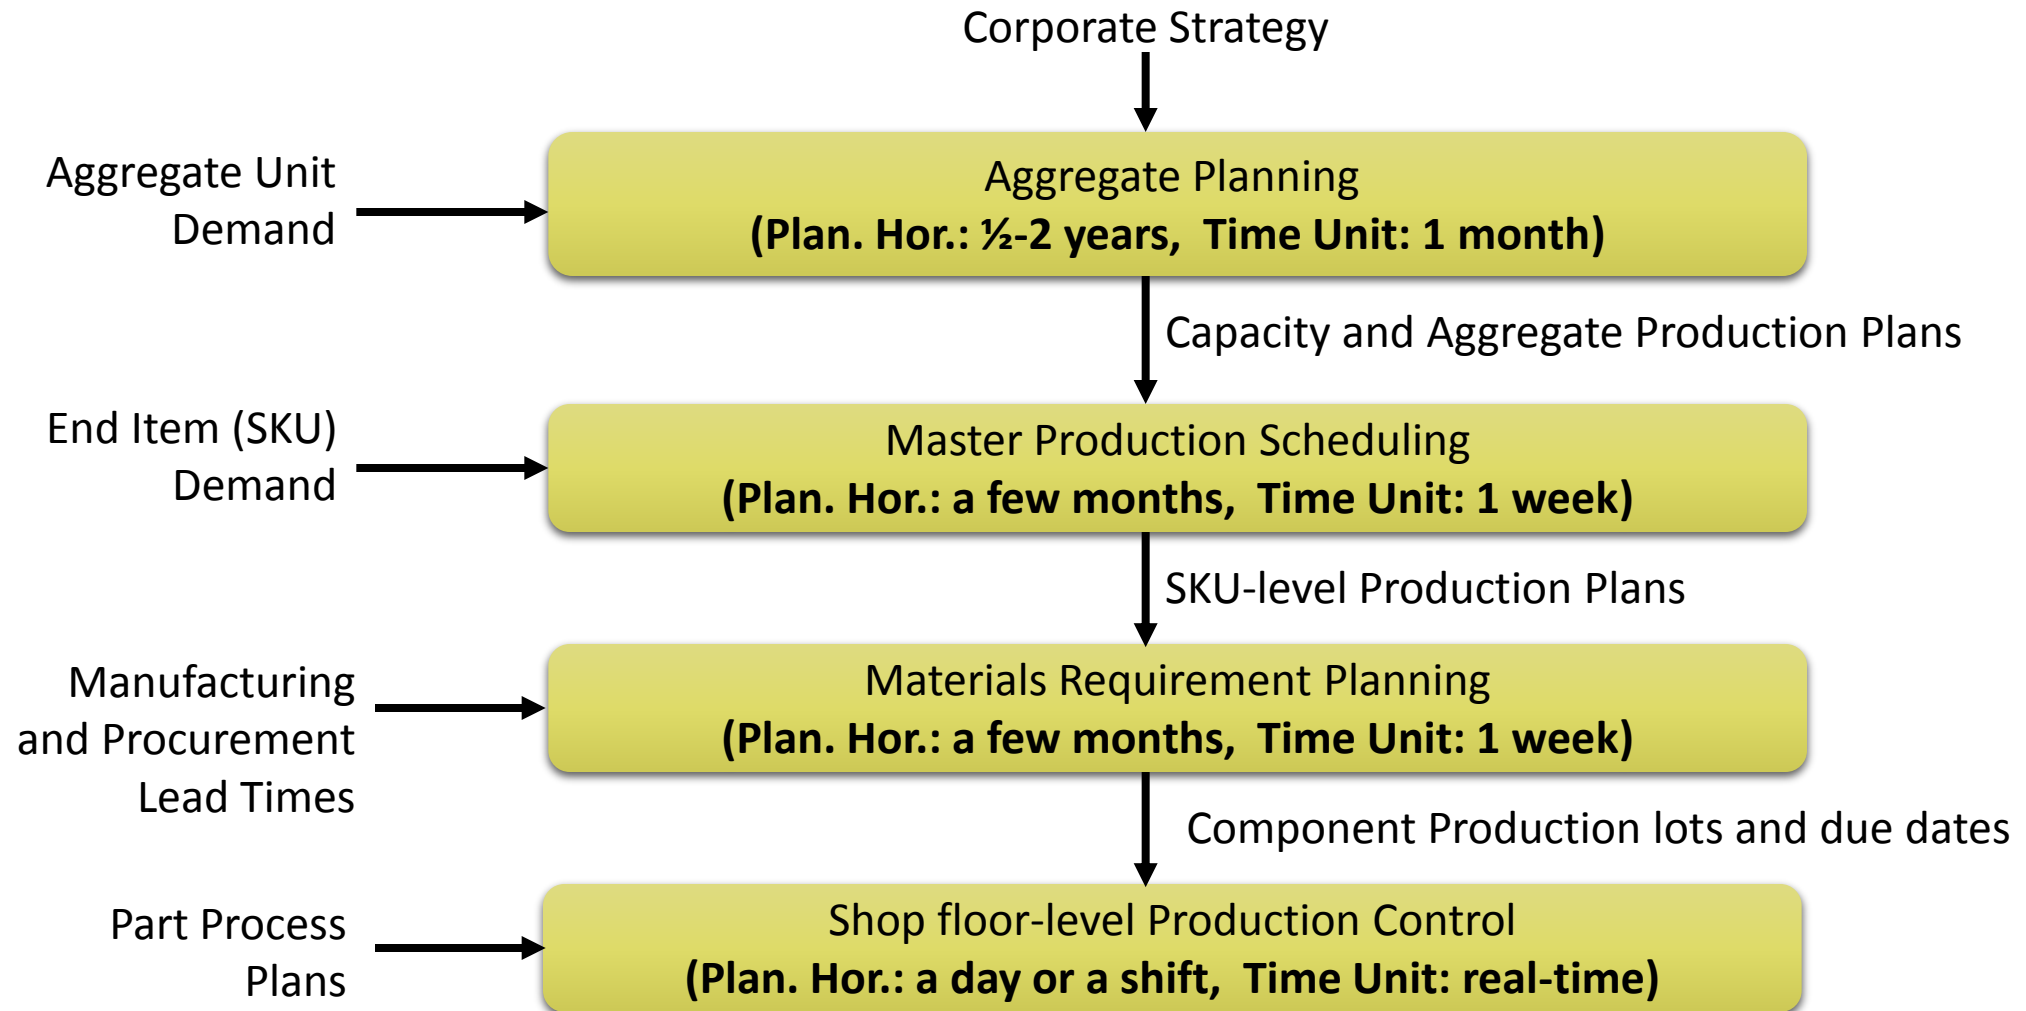 Corporate Strategy
Aggregate Unit
Demand
Aggregate Planning
(Plan. Hor.: ½-2 years, Time Unit: 1 month)
Capacity and Aggregate Production Plans
End Item (SKU)
Demand
Master Production Scheduling
(Plan. Hor.: a few months, Time Unit: 1 week)
SKU-level Production Plans
Manufacturing
and Procurement
Lead Times
Materials Requirement Planning
(Plan. Hor.: a few months, Time Unit: 1 week)
Component Production lots and due dates
Part Process
Plans
Shop floor-level Production Control
(Plan. Hor.: a day or a shift, Time Unit: real-time)